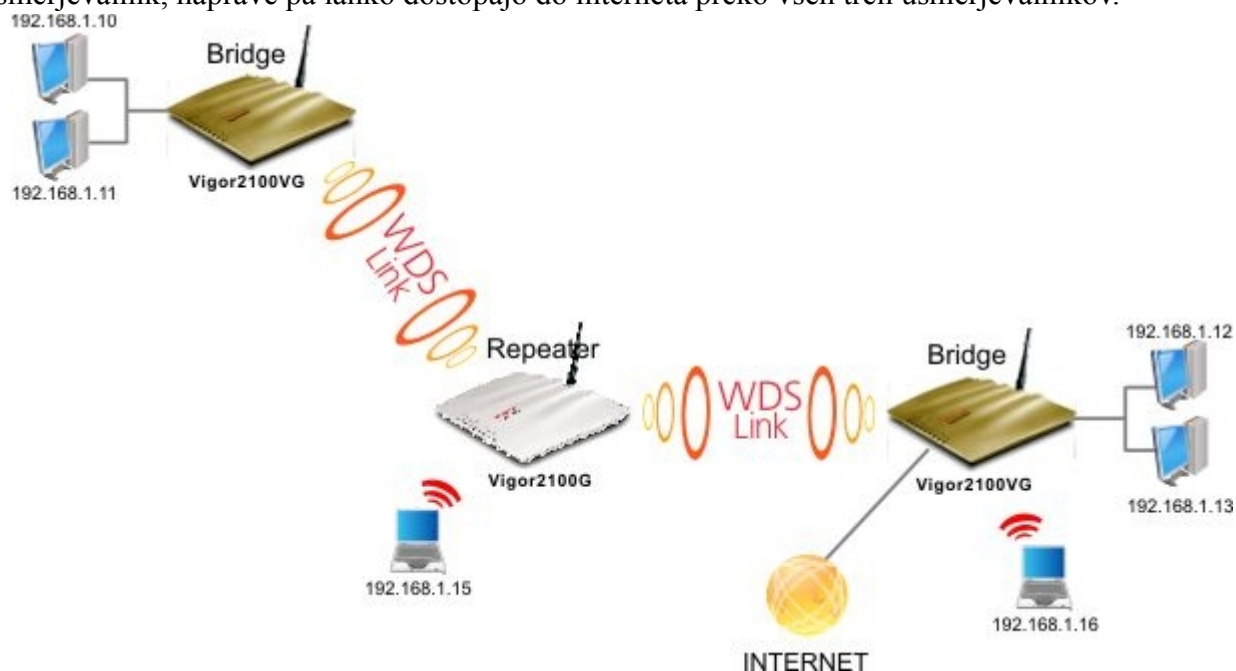 usmerjevalnik, naprave pa lahko dostopajo do interneta preko vseh treh usmerjevalnikov.
192.168.1.10
Bridge
192.168.1.11
Vigor2100VG
WDS
Link
Repeater
Vigor2100G
192.168.1.15
WDS
Link
Bridge
Vigor2100VG
192.168.1.12
192.168.1.13
192.168.1.16
INTERNET